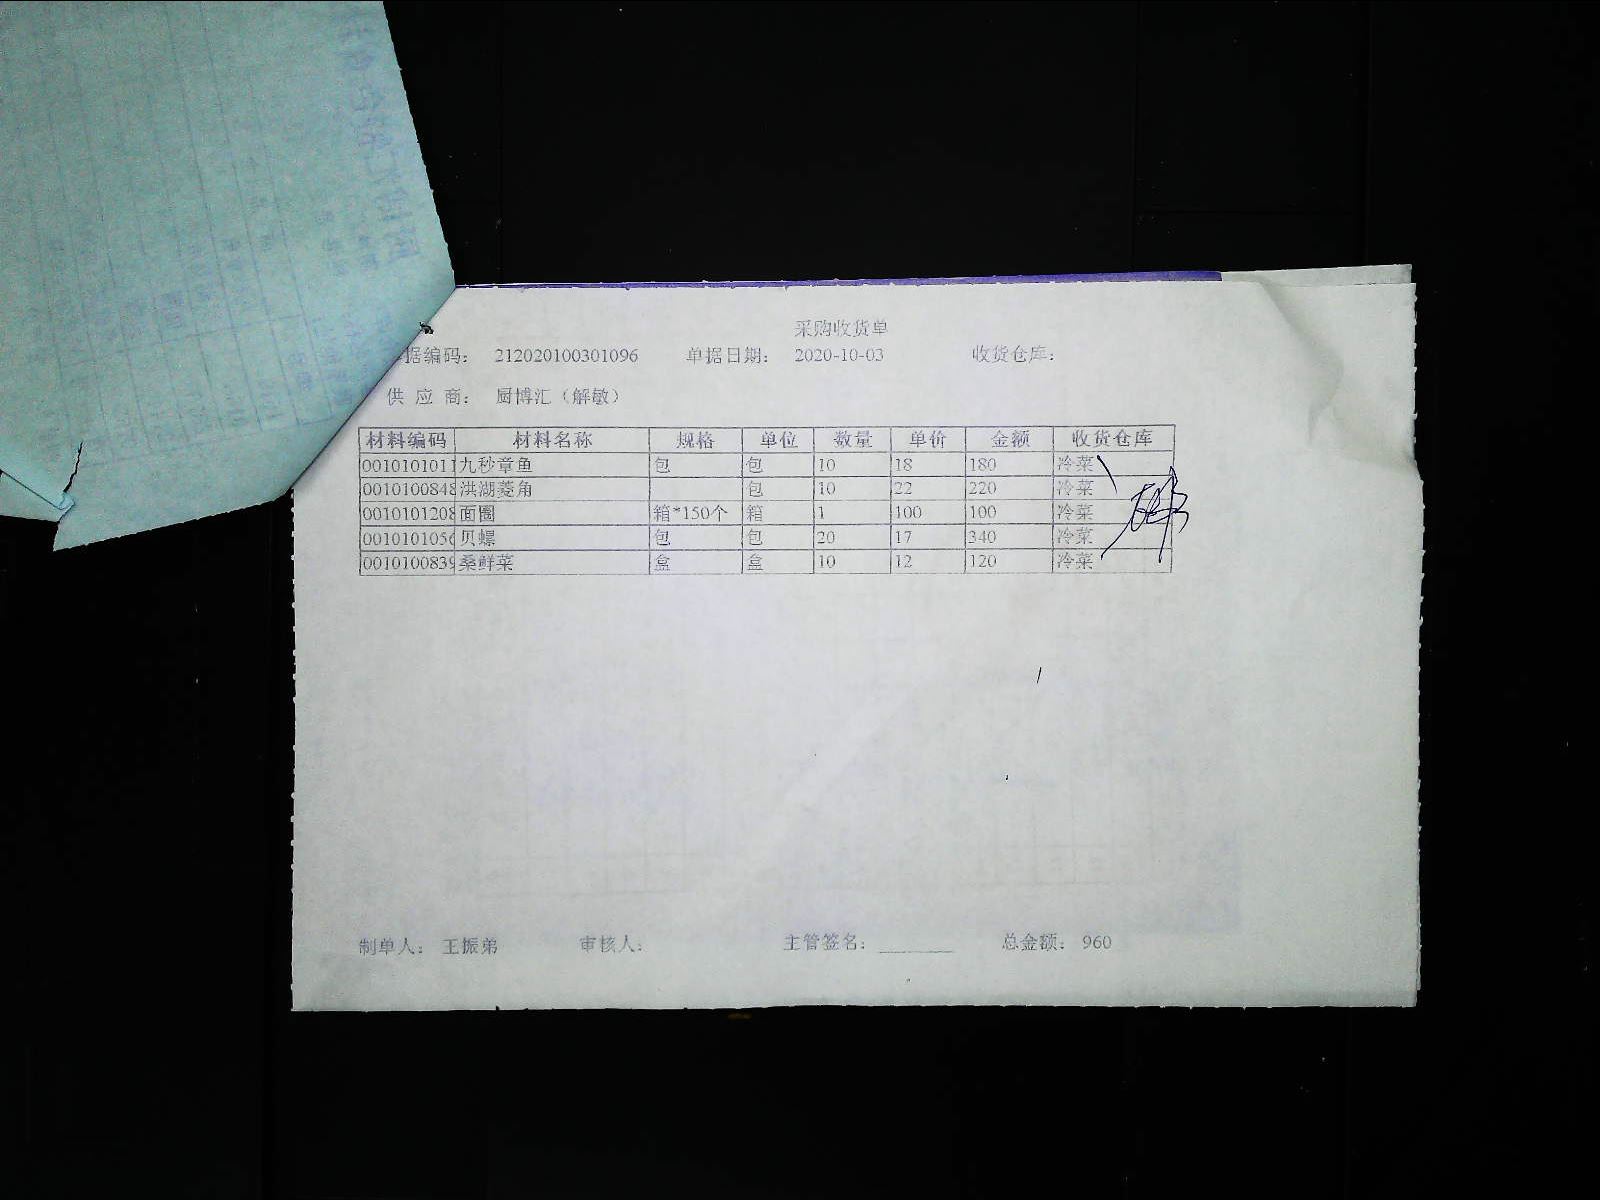 采购收货单
据编码： 212020100301096 单据日期： 2020-10-03 收货仓库：
供 应 商： 厨博汇（解敏）
材料编码 材料名称 规格 单位 数量 单价 金额 收货仓库
0010101011 九秒章鱼 包 包 10 18 180 冷菜
0010100848 洪湖菱角 包 10 22 220 冷菜
0010101208 面圈 箱*150个 箱 1 100 100 冷菜
0010101056 贝螺 包 包 20 17 340 冷菜
0010100839 桑鲜菜 盒 盒 10 12 120 冷菜
制单人： 王振弟 审核人： 主管签名： ________ 总金额： 960